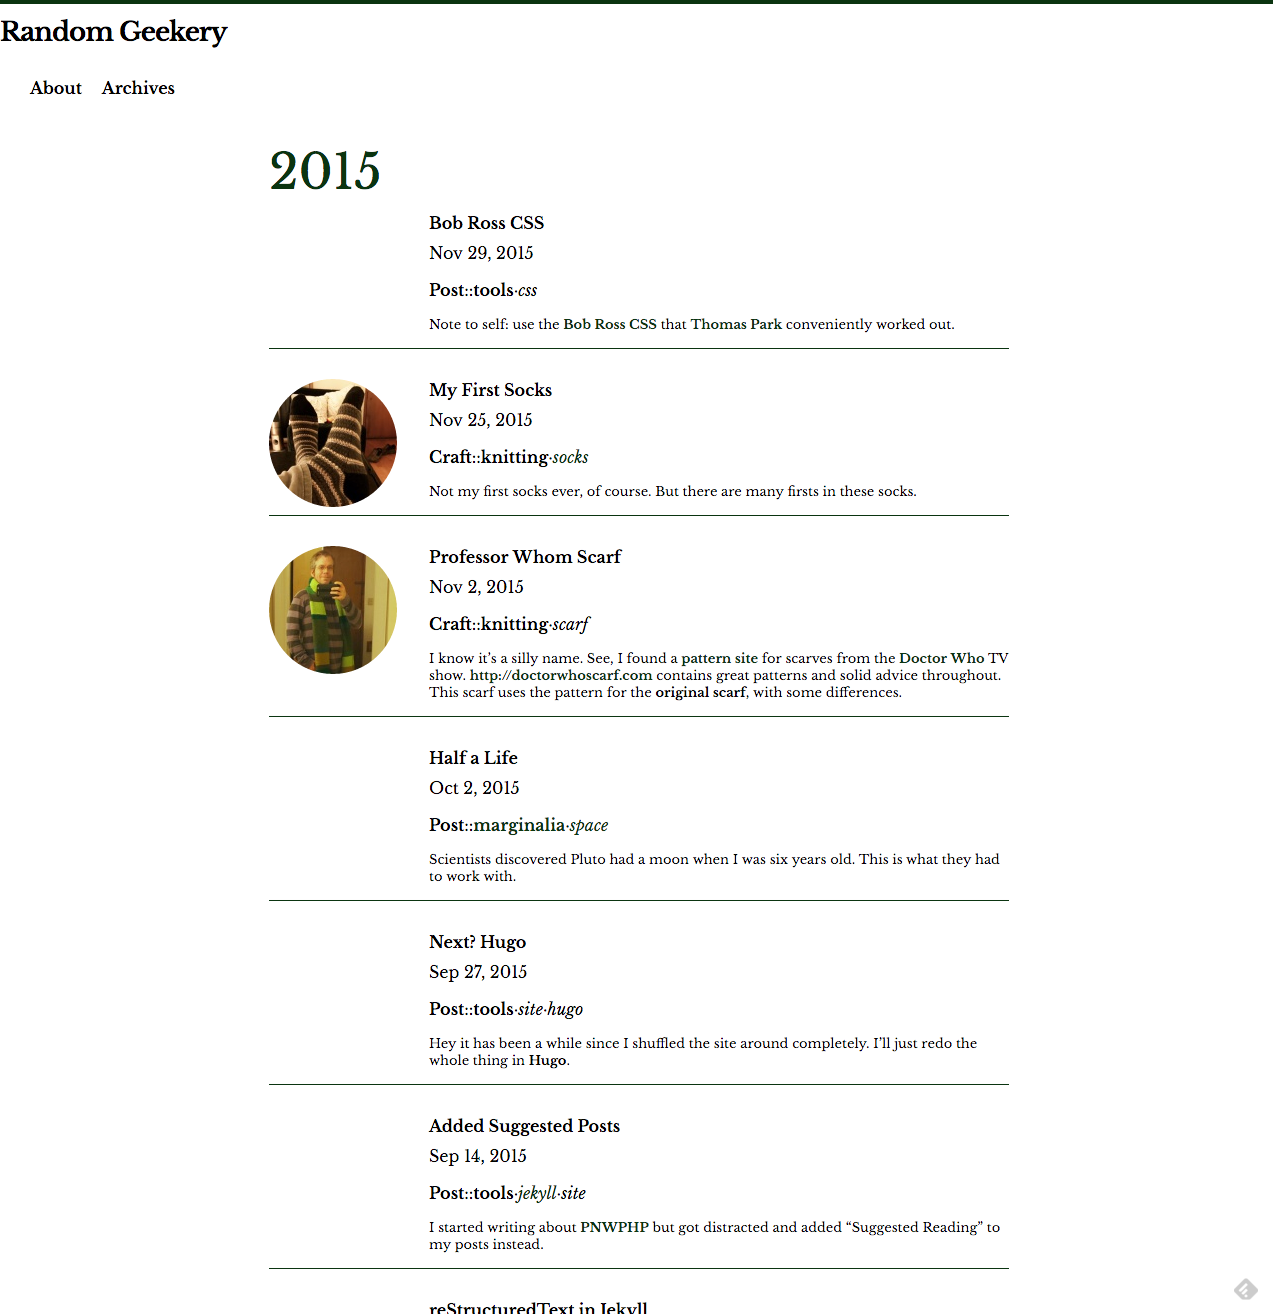 Random Geekery
About Archives
2015
Bob Ross CSS
Nov 29, 2015
Post::tools·css
Note to self: use the Bob Ross CSS that Thomas Park conveniently worked out.
My First Socks
Nov 25, 2015
Craft::knitting·socks
Not my first socks ever, of course. But there are many firsts in these socks.
Professor Whom Scarf
Nov 2, 2015
Craft::knitting·scarf
I know it’s a silly name. See, I found a pattern site for scarves from the Doctor Who TV
show. http://doctorwhoscarf.com contains great patterns and solid advice throughout.
This scarf uses the pattern for the original scarf, with some differences.
Half a Life
Oct 2, 2015
Post::marginalia·space
Scientists discovered Pluto had a moon when I was six years old. This is what they had
to work with.
Next? Hugo
Sep 27, 2015
Post::tools·site·hugo
Hey it has been a while since I shuffled the site around completely. I’ll just redo the
whole thing in Hugo.
Added Suggested Posts
Sep 14, 2015
Post::tools·jekyll·site
I started writing about PNWPHP but got distracted and added “Suggested Reading” to
my posts instead.
reStructuredText in Jekyll